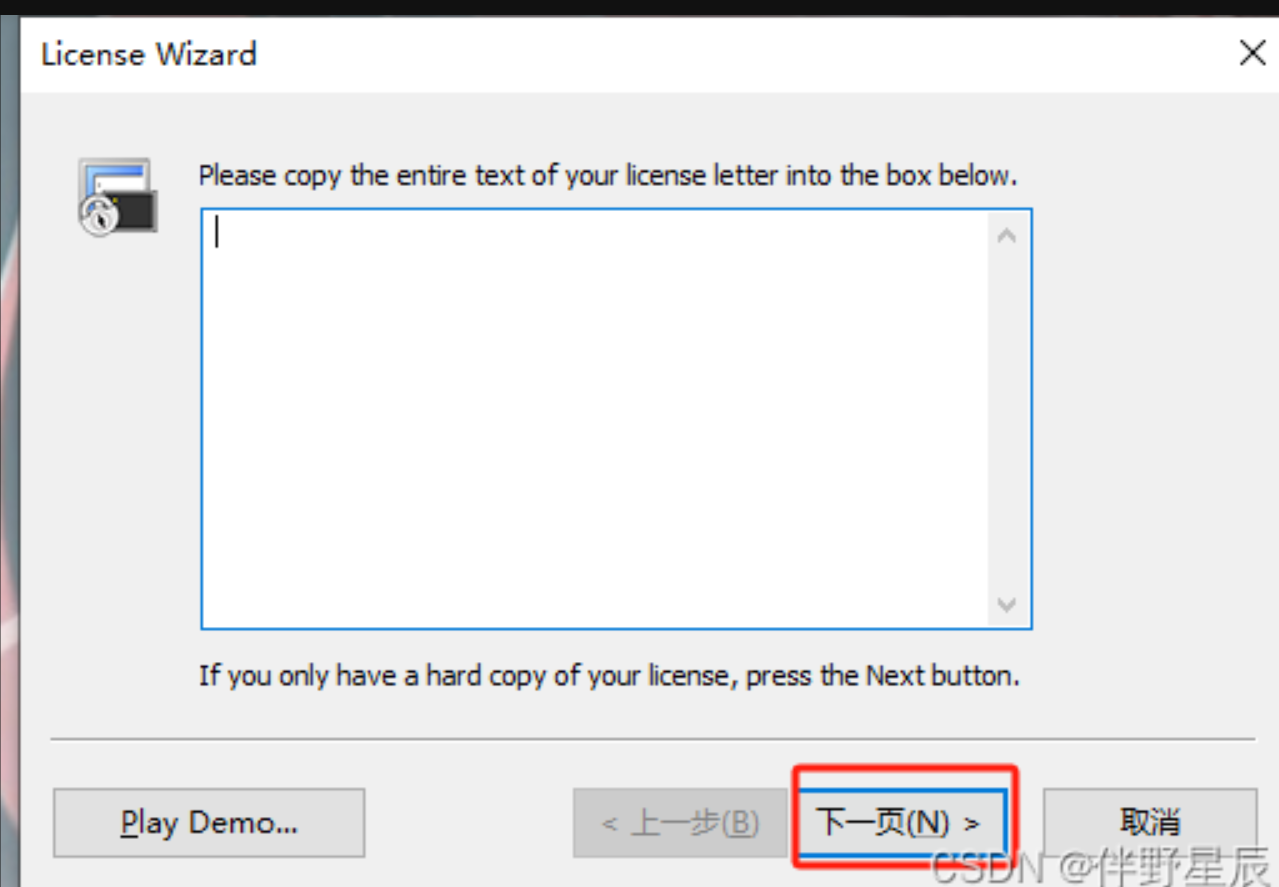 License Wizard
Please copy the entire text of your license letter into the box below.
If you only have a hard copy of your license, press the Next button.
Play Demo...
< 上一步(B)
下一页(N) >
取消
CSDN @伴野星辰